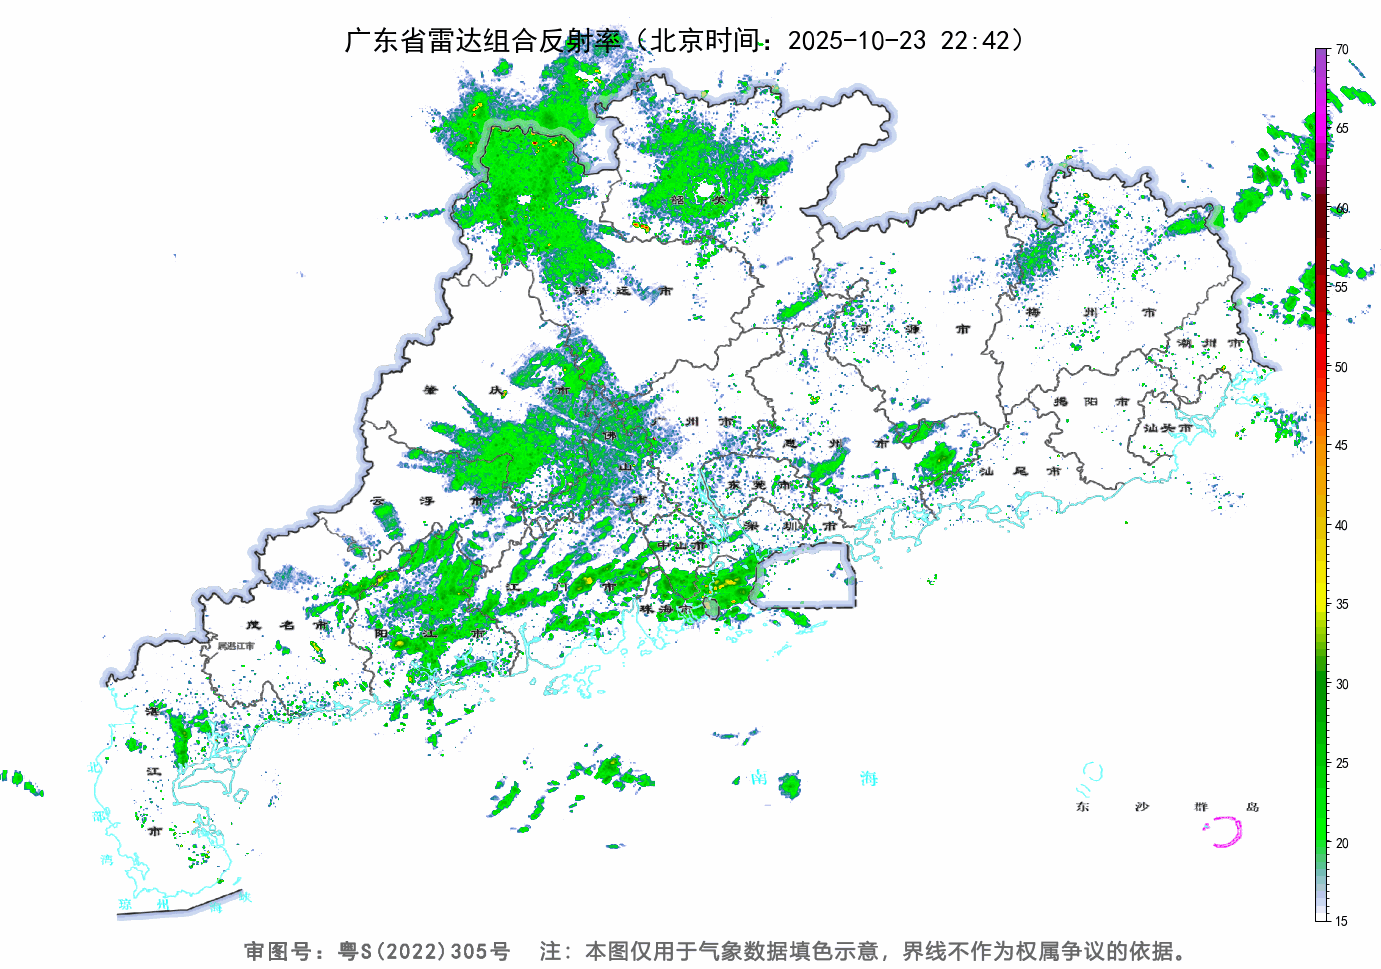 广东省雷达组合反射率（北京时间：2025-10-23 22:42）
70
65
60
55
50
45
40
35
30
25
20
15
韶 关 市
清 远 市
梅 州 市
河 源 市
潮 州 市
肇 庆 市
揭 阳 市
广 州 市
汕头市
佛 山 市
惠 州 市
汕 尾 市
东 莞 市
云 浮 市
深 圳 市
中山市
江 门 市
珠海市
茂 名 市
阳 江 市
属湛江市
湛 江 市
北 部 湾
南 海
东 沙 群 岛
琼 州 海 峡
审图号：粤S(2022)305号 注：本图仅用于气象数据填色示意，界线不作为权属争议的依据。